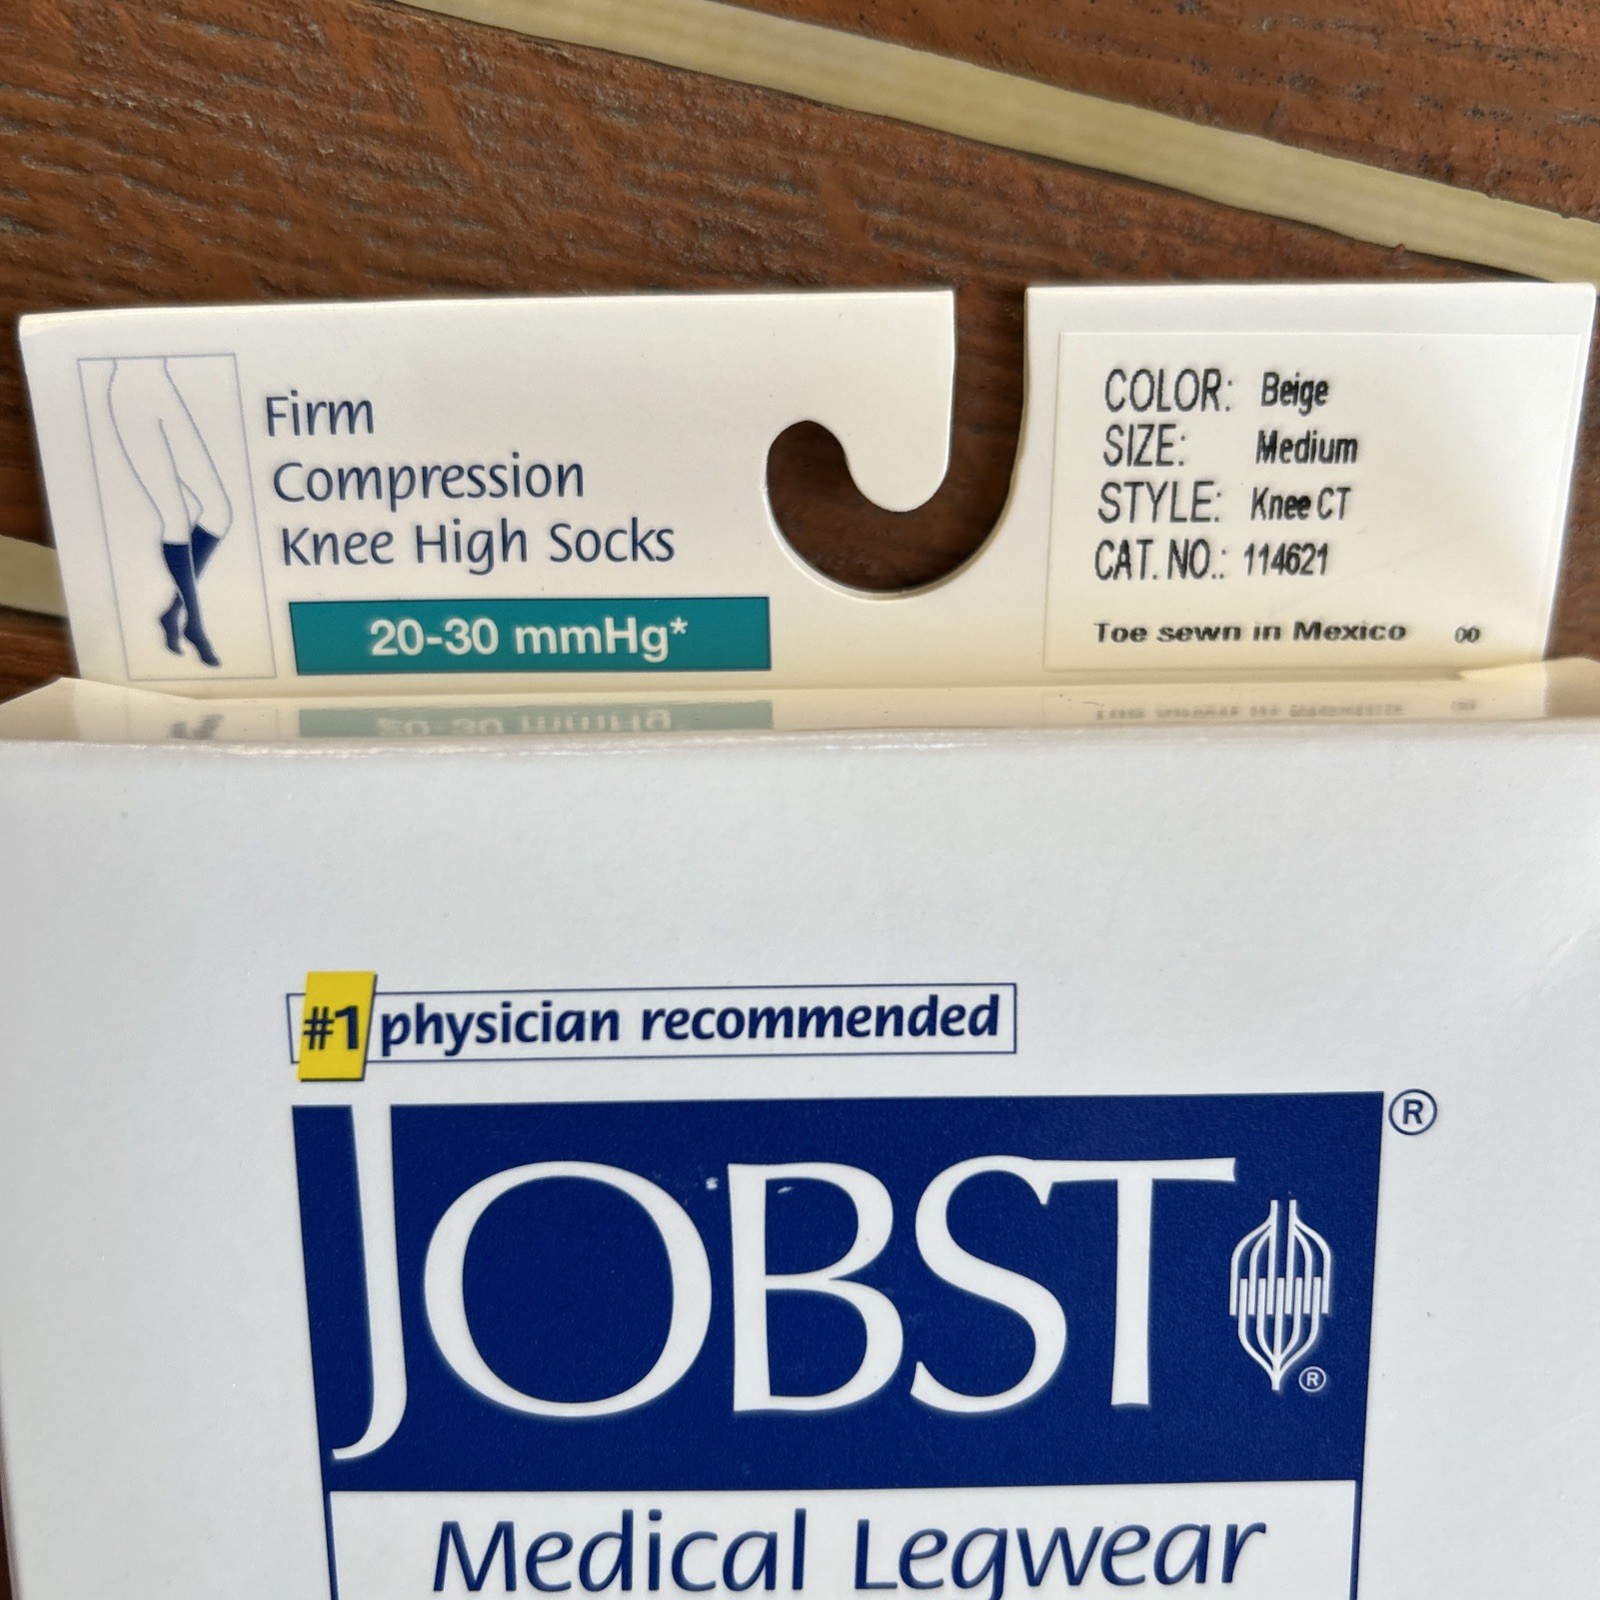 Firm
Compression
Knee High Socks
20-30 mmHg*
COLOR: Beige
SIZE: Medium
STYLE: Knee CT
CAT. NO.: 114621
Toe sewn in Mexico 00
#1 physician recommended
JOBST®
®
Medical Legwear